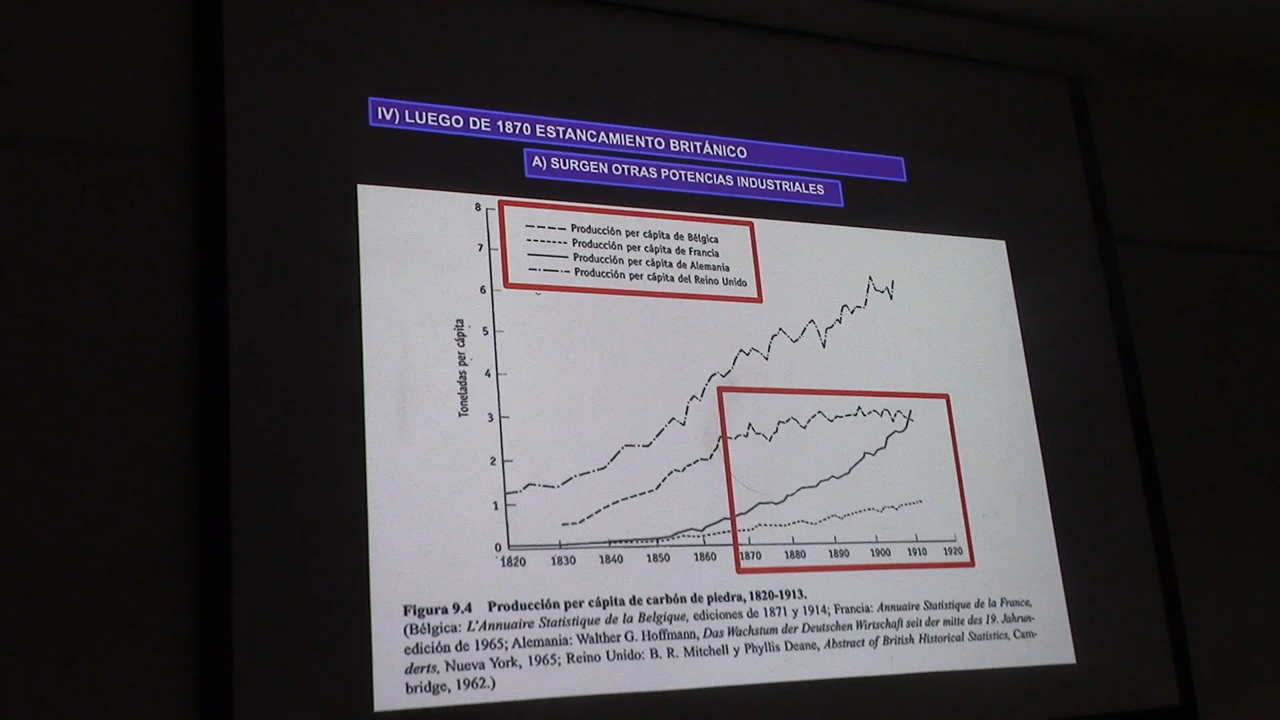 IV) LUEGO DE 1870 ESTANCAMIENTO BRITÁNICO
A) SURGEN OTRAS POTENCIAS INDUSTRIALES
8
7
6
5
4
3
2
1
0
Toneladas per cápita
Producción per cápita de Bélgica
Producción per cápita de Francia
Producción per cápita de Alemania
Producción per cápita del Reino Unido
1820 1830 1840 1850 1860 1870 1880 1890 1900 1910 1920
Figura 9.4 Producción per cápita de carbón de piedra, 1820-1913.
(Bélgica: L'Annuaire Statistique de la Belgique, ediciones de 1871 y 1914; Francia: Annuaire Statistique de la France,
edición de 1965; Alemania: Walther G. Hoffmann, Das Wachstum der Deutschen Wirtschaft seit der mitte des 19. Jahrun-
derts, Nueva York, 1965; Reino Unido: B. R. Mitchell y Phyllis Deane, Abstract of British Historical Statistics, Cam-
bridge, 1962.)